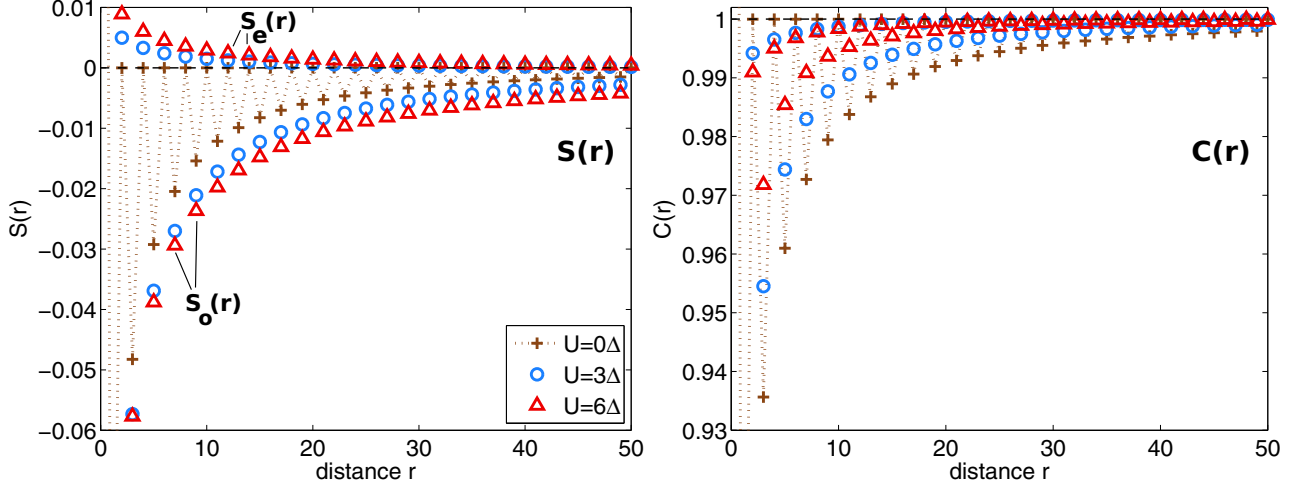 0.01
0
−0.01
−0.02
−0.03
−0.04
−0.05
−0.06
S(r)
0 10 20 30 40 50
distance r
Se(r)
So(r)
S(r)
U=0Δ
U=3Δ
U=6Δ
1
0.99
0.98
0.97
0.96
0.95
0.94
0.93
C(r)
0 10 20 30 40 50
distance r
C(r)